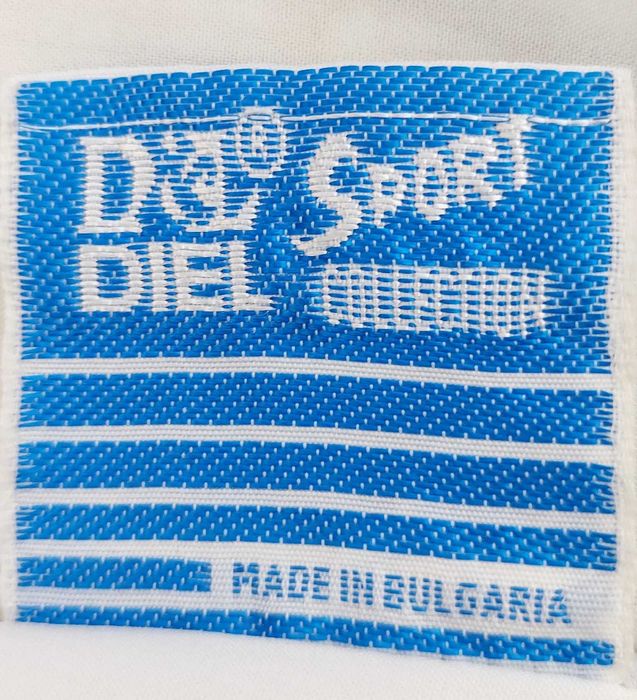 ® SPORT
DIEL
COLLECTION
MADE IN BULGARIA